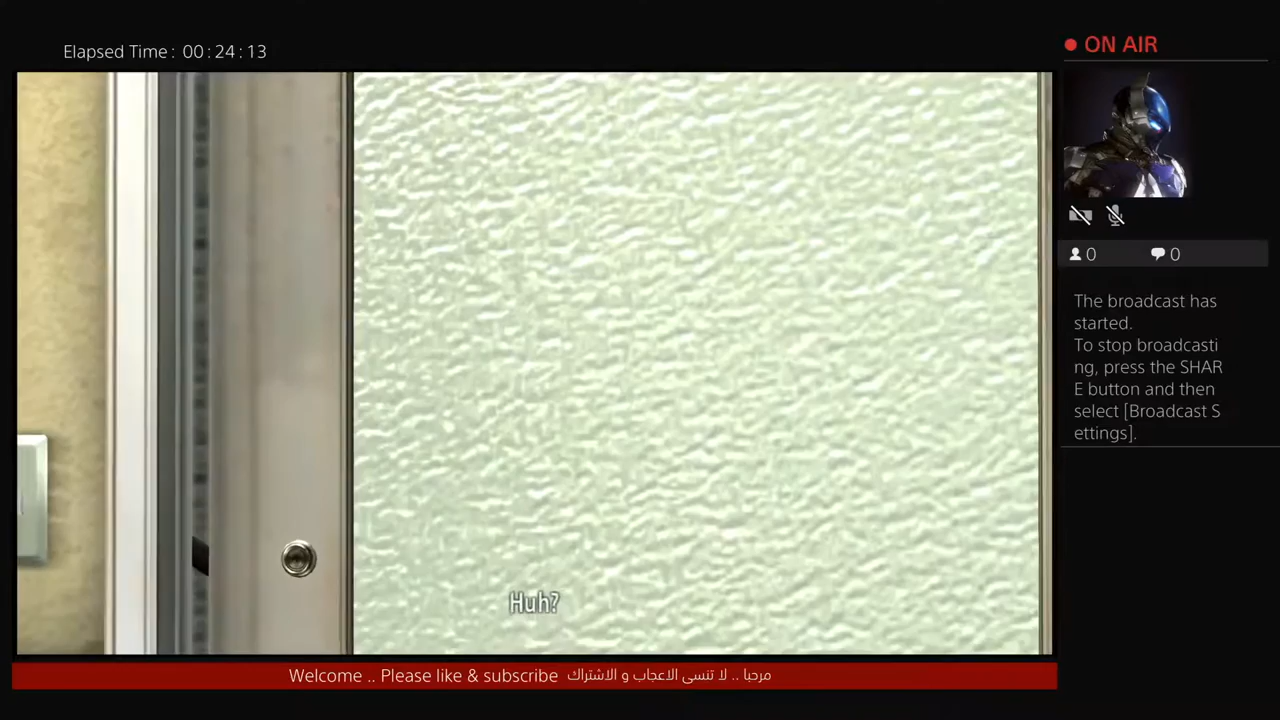 Elapsed Time : 00:24:13
ON AIR
0 0
The broadcast has
started.
To stop broadcasti
ng, press the SHAR
E button and then
select [Broadcast S
ettings].
Huh?
Welcome .. Please like & subscribe مرحبا .. لا تنسى الاعجاب و الاشتراك